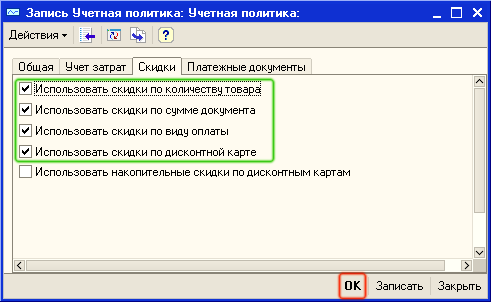 Запись Учетная политика: Учетная политика:
Действия
Общая Учет затрат Скидки Платежные документы
Использовать скидки по количеству товара
Использовать скидки по сумме документа
Использовать скидки по виду оплаты
Использовать скидки по дисконтной карте
Использовать накопительные скидки по дисконтным картам
OK Записать Закрыть